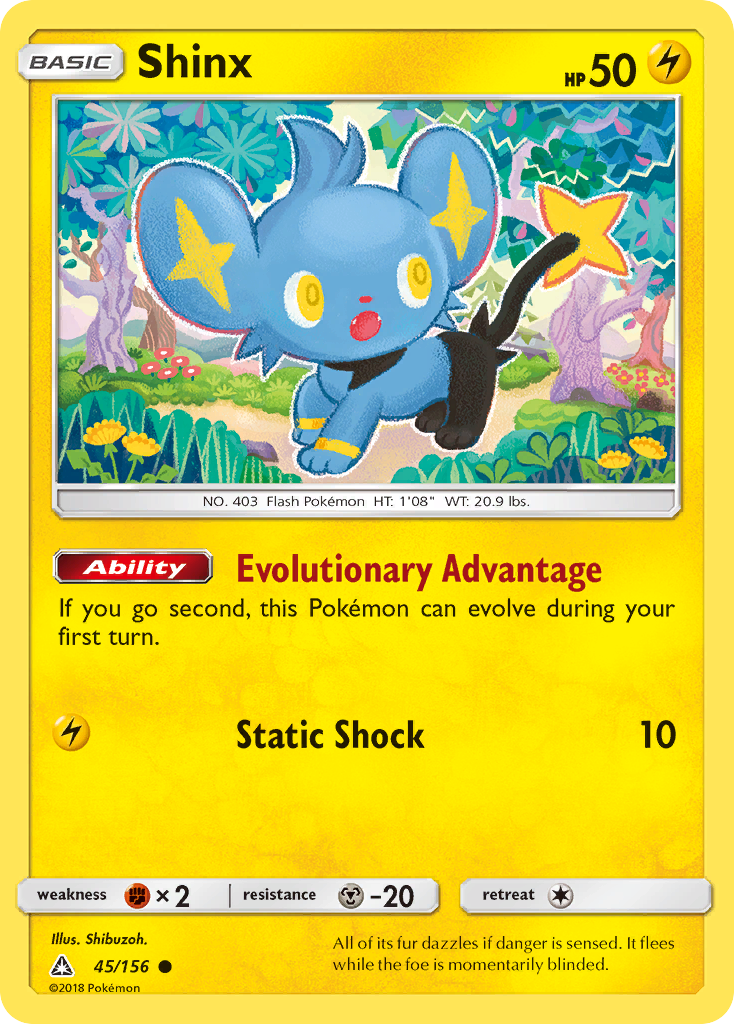 BASIC Shinx HP 50
NO. 403 Flash Pokémon HT: 1'08" WT: 20.9 lbs.
Ability Evolutionary Advantage
If you go second, this Pokémon can evolve during your
first turn.
Static Shock 10
weakness ×2 resistance -20 retreat
Illus. Shibuzoh.
45/156
©2018 Pokémon
All of its fur dazzles if danger is sensed. It flees
while the foe is momentarily blinded.